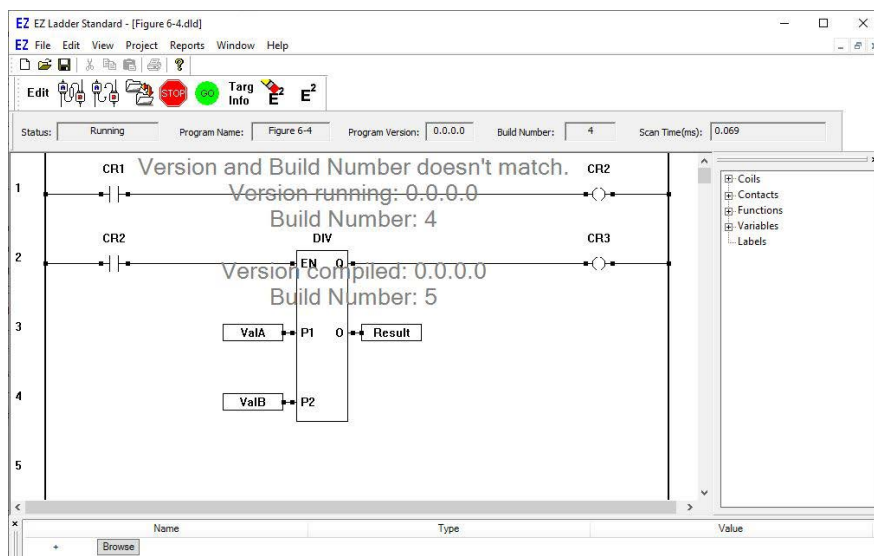 EZ EZ Ladder Standard - [Figure 6-4.dld]
EZ File Edit View Project Reports Window Help
Edit STOP GO Targ Info E² E²
Status: Running Program Name: Figure 6-4 Program Version: 0.0.0.0 Build Number: 4 Scan Time(ms): 0.069
Version and Build Number doesn't match.
Version running: 0.0.0.0
Build Number: 4
Version compiled: 0.0.0.0
Build Number: 5
1 CR1 CR2
2 CR2 DIV CR3
EN Q
3 ValA P1 O Result
4 ValB P2
5
Coils
Contacts
Functions
Variables
Labels
Name Type Value
+ Browse